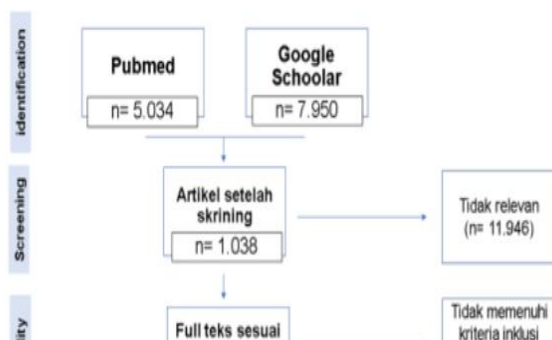 identification
Pubmed
n= 5.034
Google
Schoolar
n= 7.950
Screening
Artikel setelah
skrining
n= 1.038
Tidak relevan
(n= 11.946)
lity
Full teks sesuai
Tidak memenuhi
kriteria inklusi